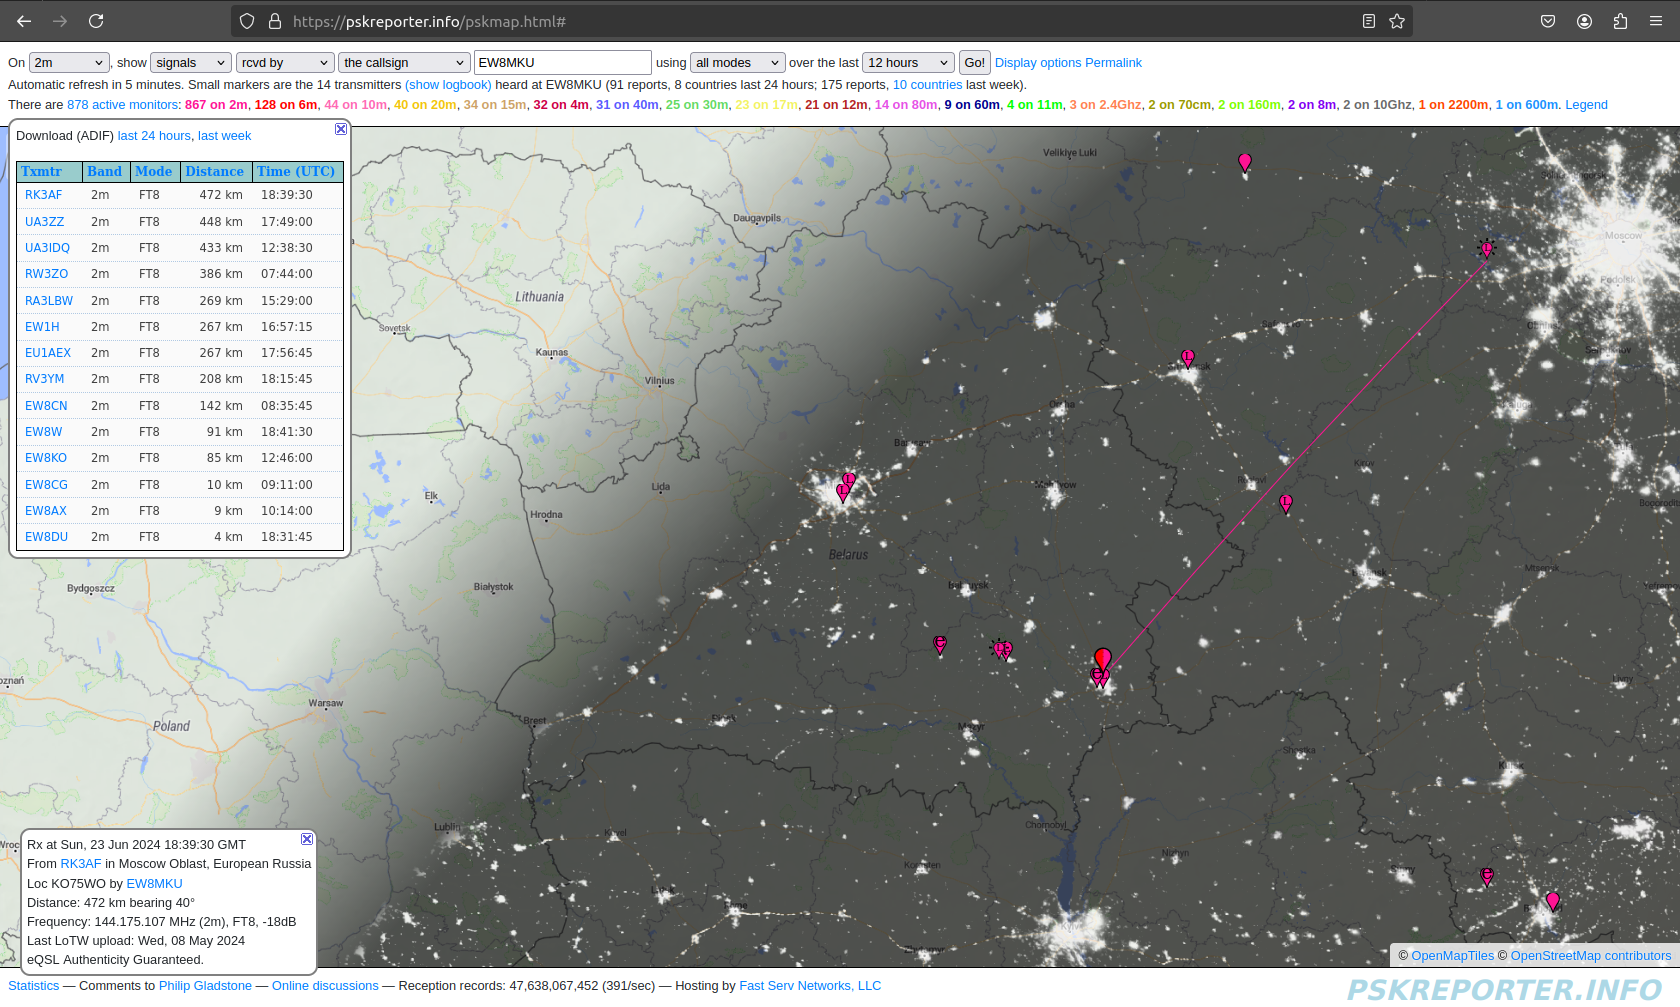 https://pskreporter.info/pskmap.html#
On 2m, show signals rcvd by the callsign EW8MKU using all modes over the last 12 hours Go! Display options Permalink
Automatic refresh in 5 minutes. Small markers are the 14 transmitters (show logbook) heard at EW8MKU (91 reports, 8 countries last 24 hours; 175 reports, 10 countries last week).
There are 878 active monitors: 867 on 2m, 128 on 6m, 44 on 10m, 40 on 20m, 34 on 15m, 32 on 4m, 31 on 40m, 25 on 30m, 23 on 17m, 21 on 12m, 14 on 80m, 9 on 60m, 4 on 11m, 3 on 2.4Ghz, 2 on 70cm, 2 on 160m, 2 on 8m, 2 on 10Ghz, 1 on 2200m, 1 on 600m. Legend
Download (ADIF) last 24 hours, last week
Txmtr Band Mode Distance Time (UTC)
RK3AF 2m FT8 472 km 18:39:30
UA3ZZ 2m FT8 448 km 17:49:00
UA3IDQ 2m FT8 433 km 12:38:30
RW3ZO 2m FT8 386 km 07:44:00
RA3LBW 2m FT8 269 km 15:29:00
EW1H 2m FT8 267 km 16:57:15
EU1AEX 2m FT8 267 km 17:56:45
RV3YM 2m FT8 208 km 18:15:45
EW8CN 2m FT8 142 km 08:35:45
EW8W 2m FT8 91 km 18:41:30
EW8KO 2m FT8 85 km 12:46:00
EW8CG 2m FT8 10 km 09:11:00
EW8AX 2m FT8 9 km 10:14:00
EW8DU 2m FT8 4 km 18:31:45
Velikiye Luki
Daugavpils
Moscow
Podolsk
Lithuania
Sovetsk
Kaunas
Vilnius
Orsha
Barysaw
Kirov
Lida
Elk
Hrodna
Mahilyow
Roslavl
Belarus
Babruysk
Bryansk
Mtsensk
Białystok
Bydgoszcz
Livny
Warsaw
Poland
Brest
Pinsk
Mazyr
Shostka
Kursk
Lublin
Kovel
Chornobyl
Nizhyn
Korosten
Sumy
Lutsk
Rivne
Kyiv
Zhytomyr
Rx at Sun, 23 Jun 2024 18:39:30 GMT
From RK3AF in Moscow Oblast, European Russia
Loc KO75WO by EW8MKU
Distance: 472 km bearing 40°
Frequency: 144.175.107 MHz (2m), FT8, -18dB
Last LoTW upload: Wed, 08 May 2024
eQSL Authenticity Guaranteed.
© OpenMapTiles © OpenStreetMap contributors
Statistics — Comments to Philip Gladstone — Online discussions — Reception records: 47,638,067,452 (391/sec) — Hosting by Fast Serv Networks, LLC
PSKREPORTER.INFO